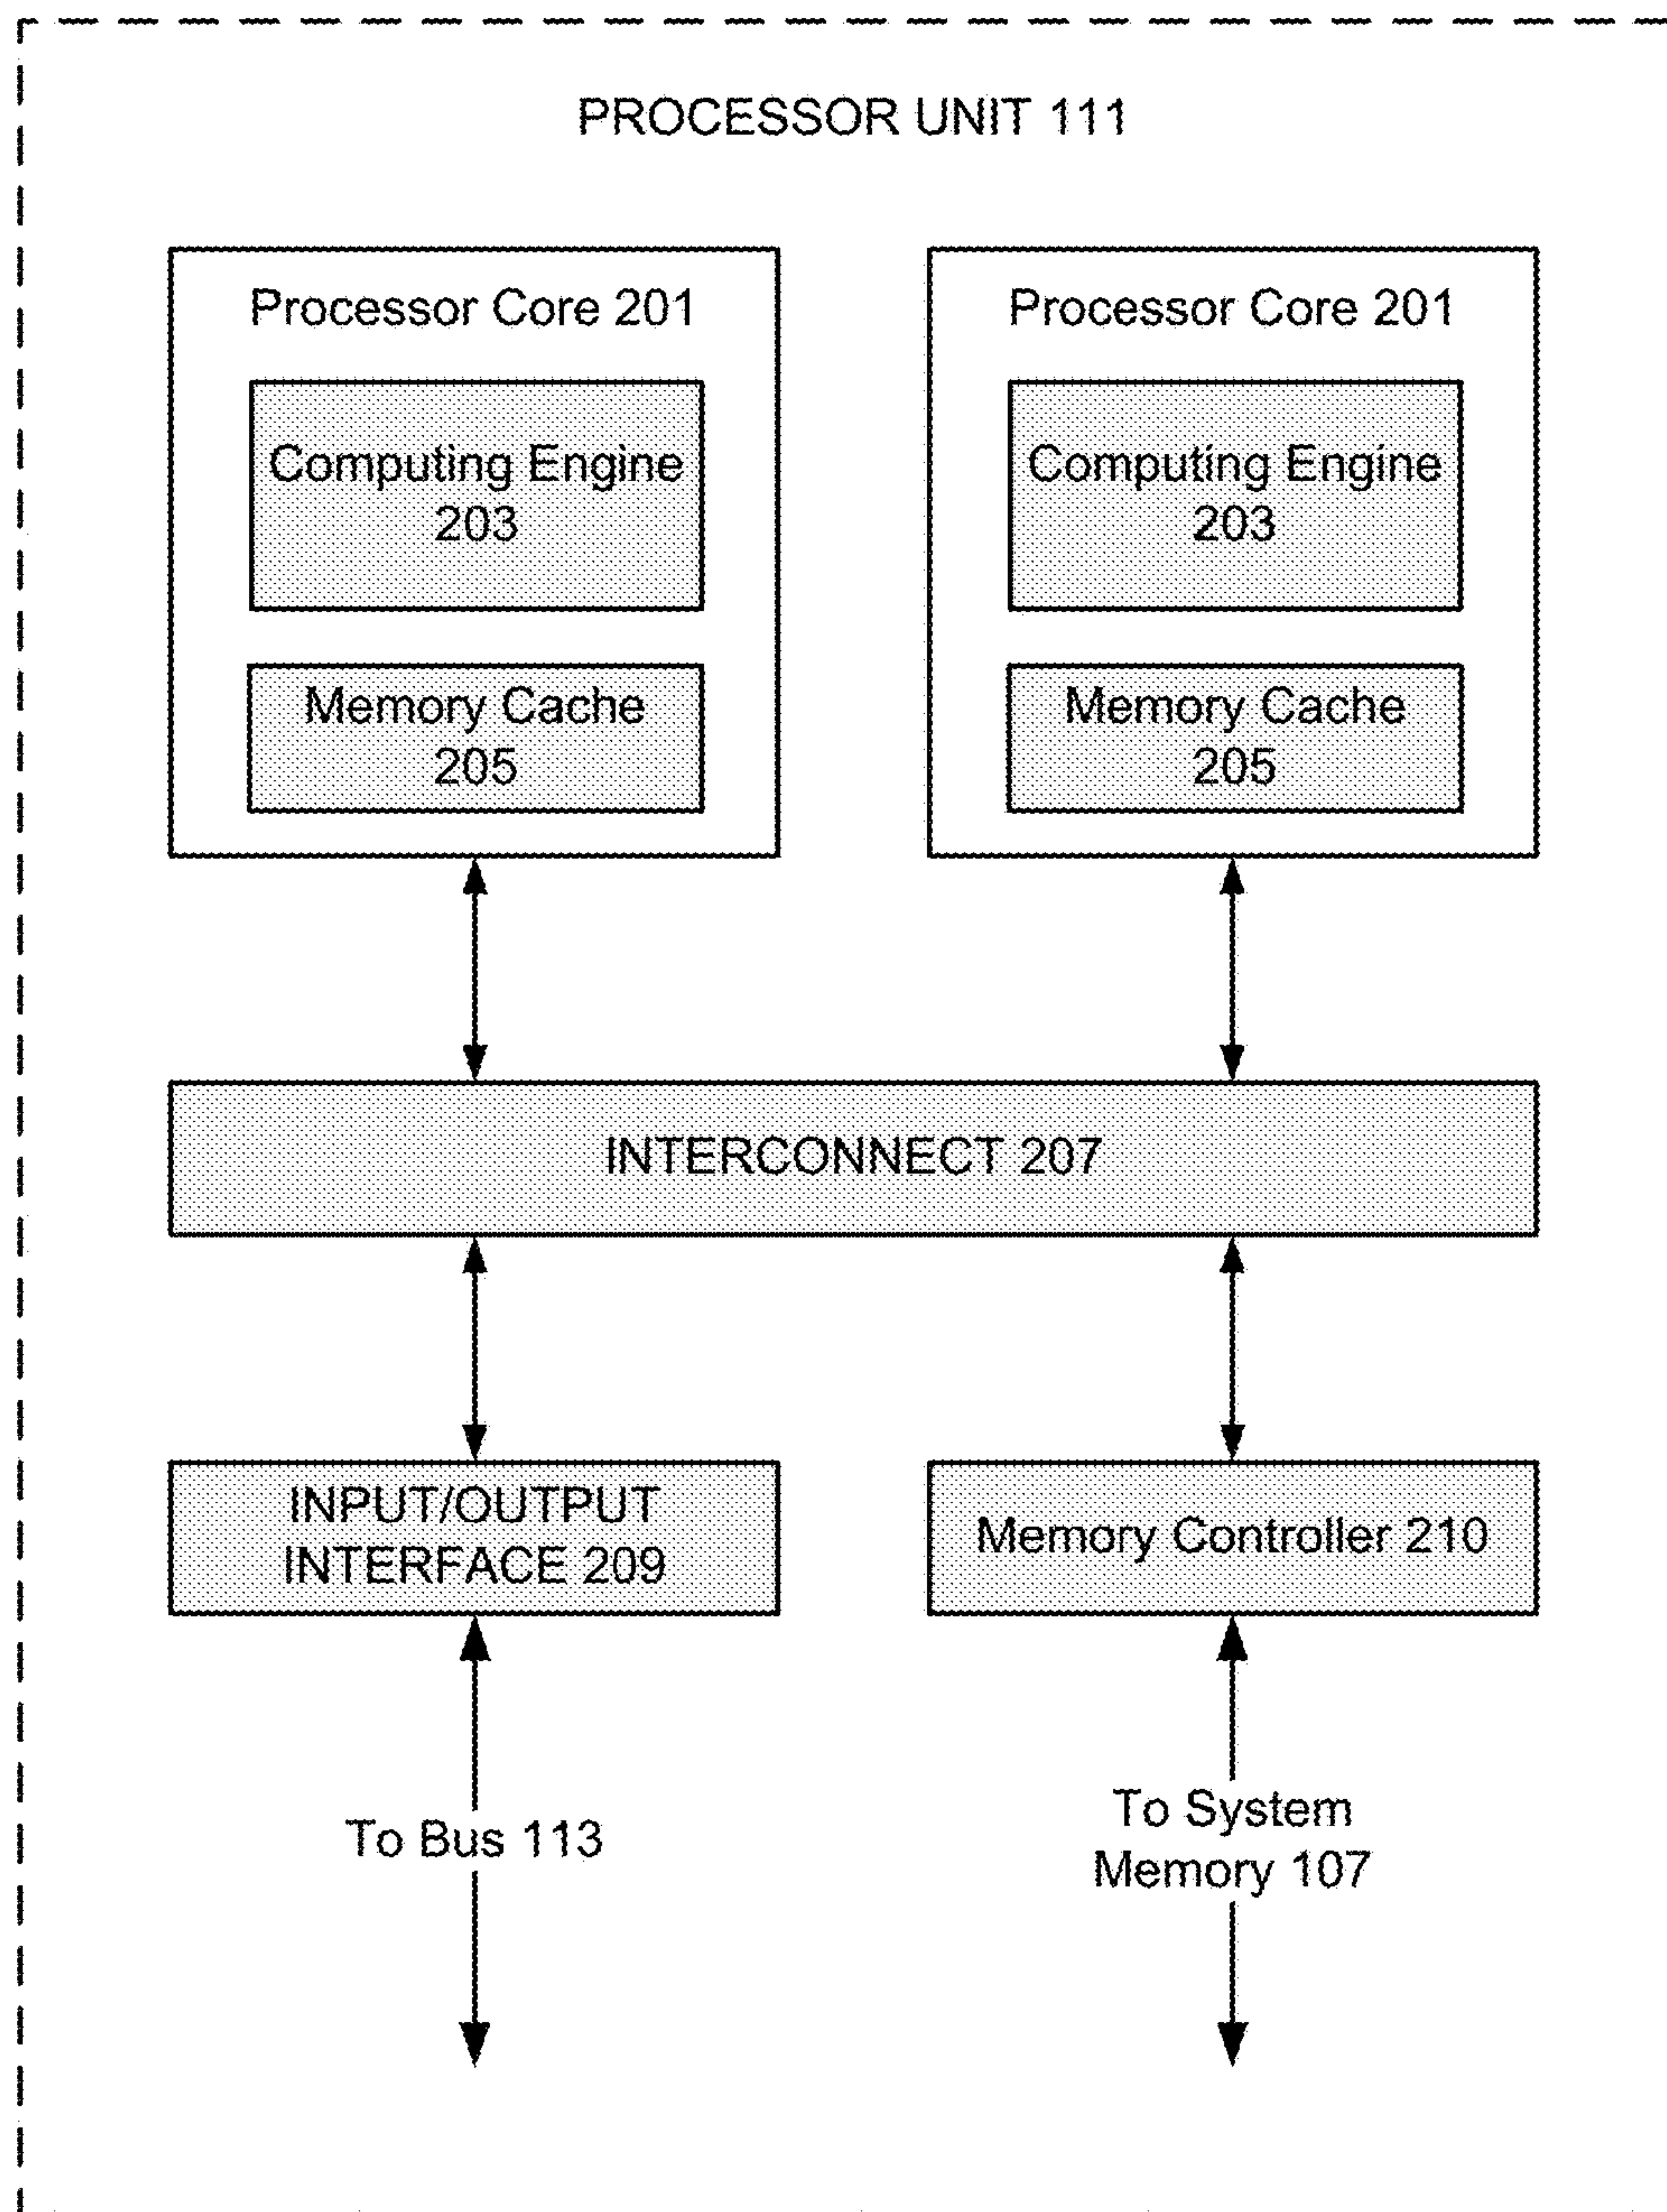 PROCESSOR UNIT 111
Processor Core 201
Computing Engine
203
Memory Cache
205
Processor Core 201
Computing Engine
203
Memory Cache
205
INTERCONNECT 207
INPUT/OUTPUT
INTERFACE 209
Memory Controller 210
To Bus 113
To System
Memory 107